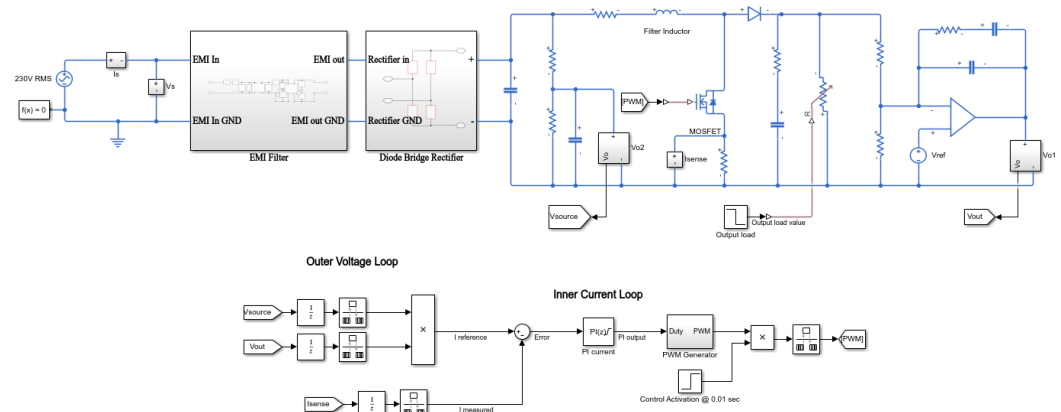 Filter Inductor
230V RMS
Is
Vs
f(x) = 0
EMI In
EMI out
EMI In GND
EMI out GND
EMI Filter
Rectifier in
Rectifier GND
Diode Bridge Rectifier
+
-
[PWM]
MOSFET
Isense
Vo
Vo2
R
Vref
Vo
Vo1
Vsource
Output load
Output load value
Vout
Outer Voltage Loop
Inner Current Loop
Vsource
1
z
×
I reference
+
-
Error
PI(z)
PI current
PI output
Duty
PWM
PWM Generator
×
[PWM]
Vout
1
z
Control Activation @ 0.01 sec
Isense
1
z
I measured